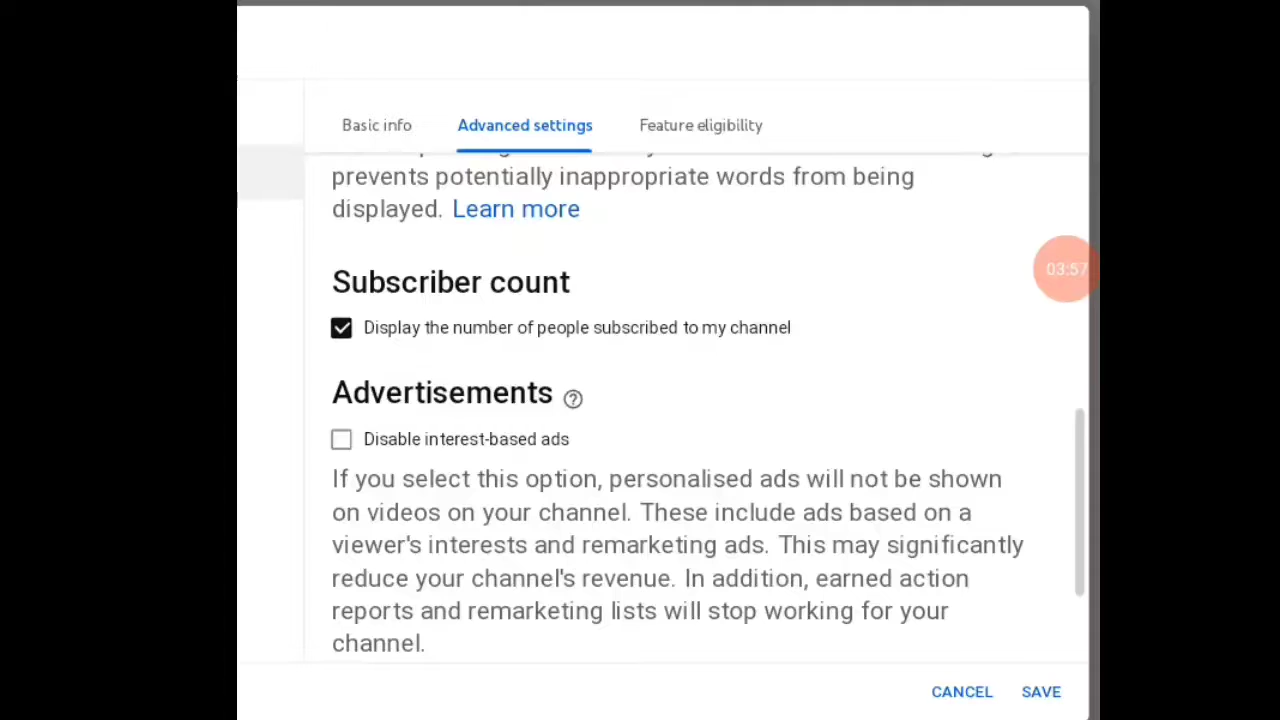 Basic info
Advanced settings
Feature eligibility
prevents potentially inappropriate words from being
displayed. Learn more
Subscriber count
03:57
Display the number of people subscribed to my channel
Advertisements ?
Disable interest-based ads
If you select this option, personalised ads will not be shown
on videos on your channel. These include ads based on a
viewer's interests and remarketing ads. This may significantly
reduce your channel's revenue. In addition, earned action
reports and remarketing lists will stop working for your
channel.
CANCEL
SAVE